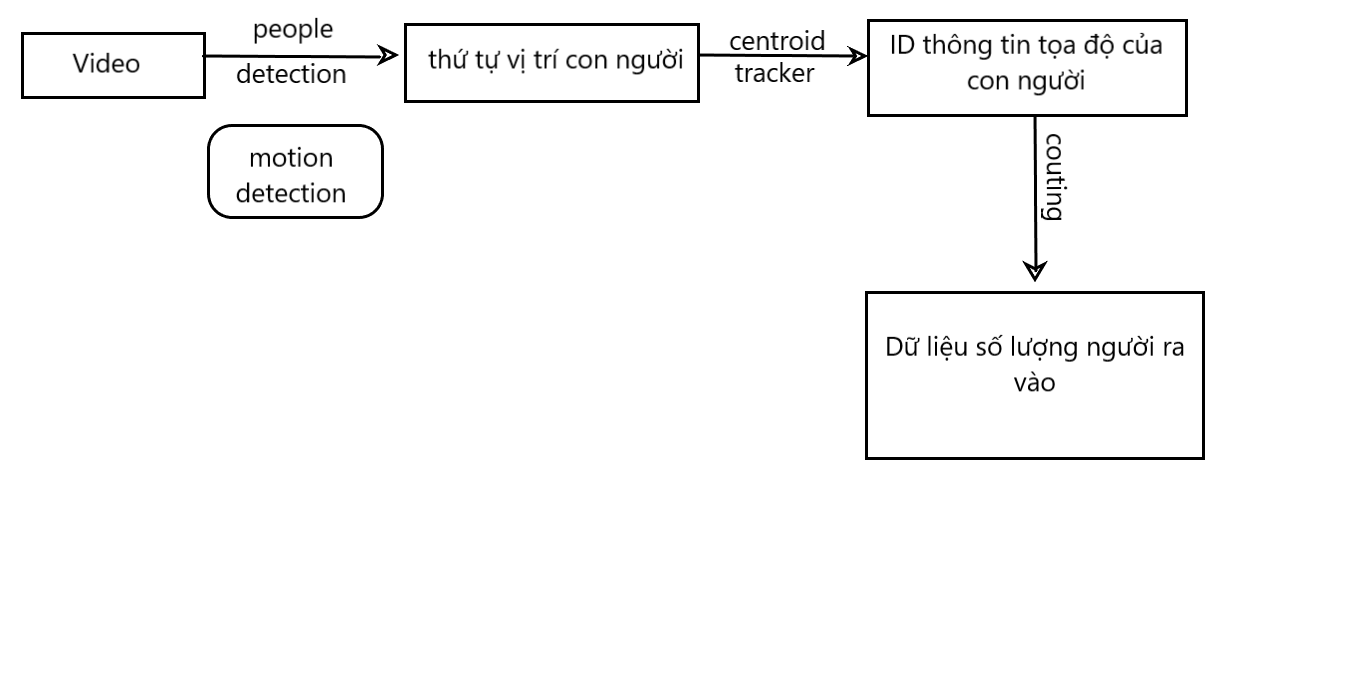 Video
people
detection
motion
detection
thứ tự vị trí con người
centroid
tracker
ID thông tin tọa độ của
con người
couting
Dữ liệu số lượng người ra
vào